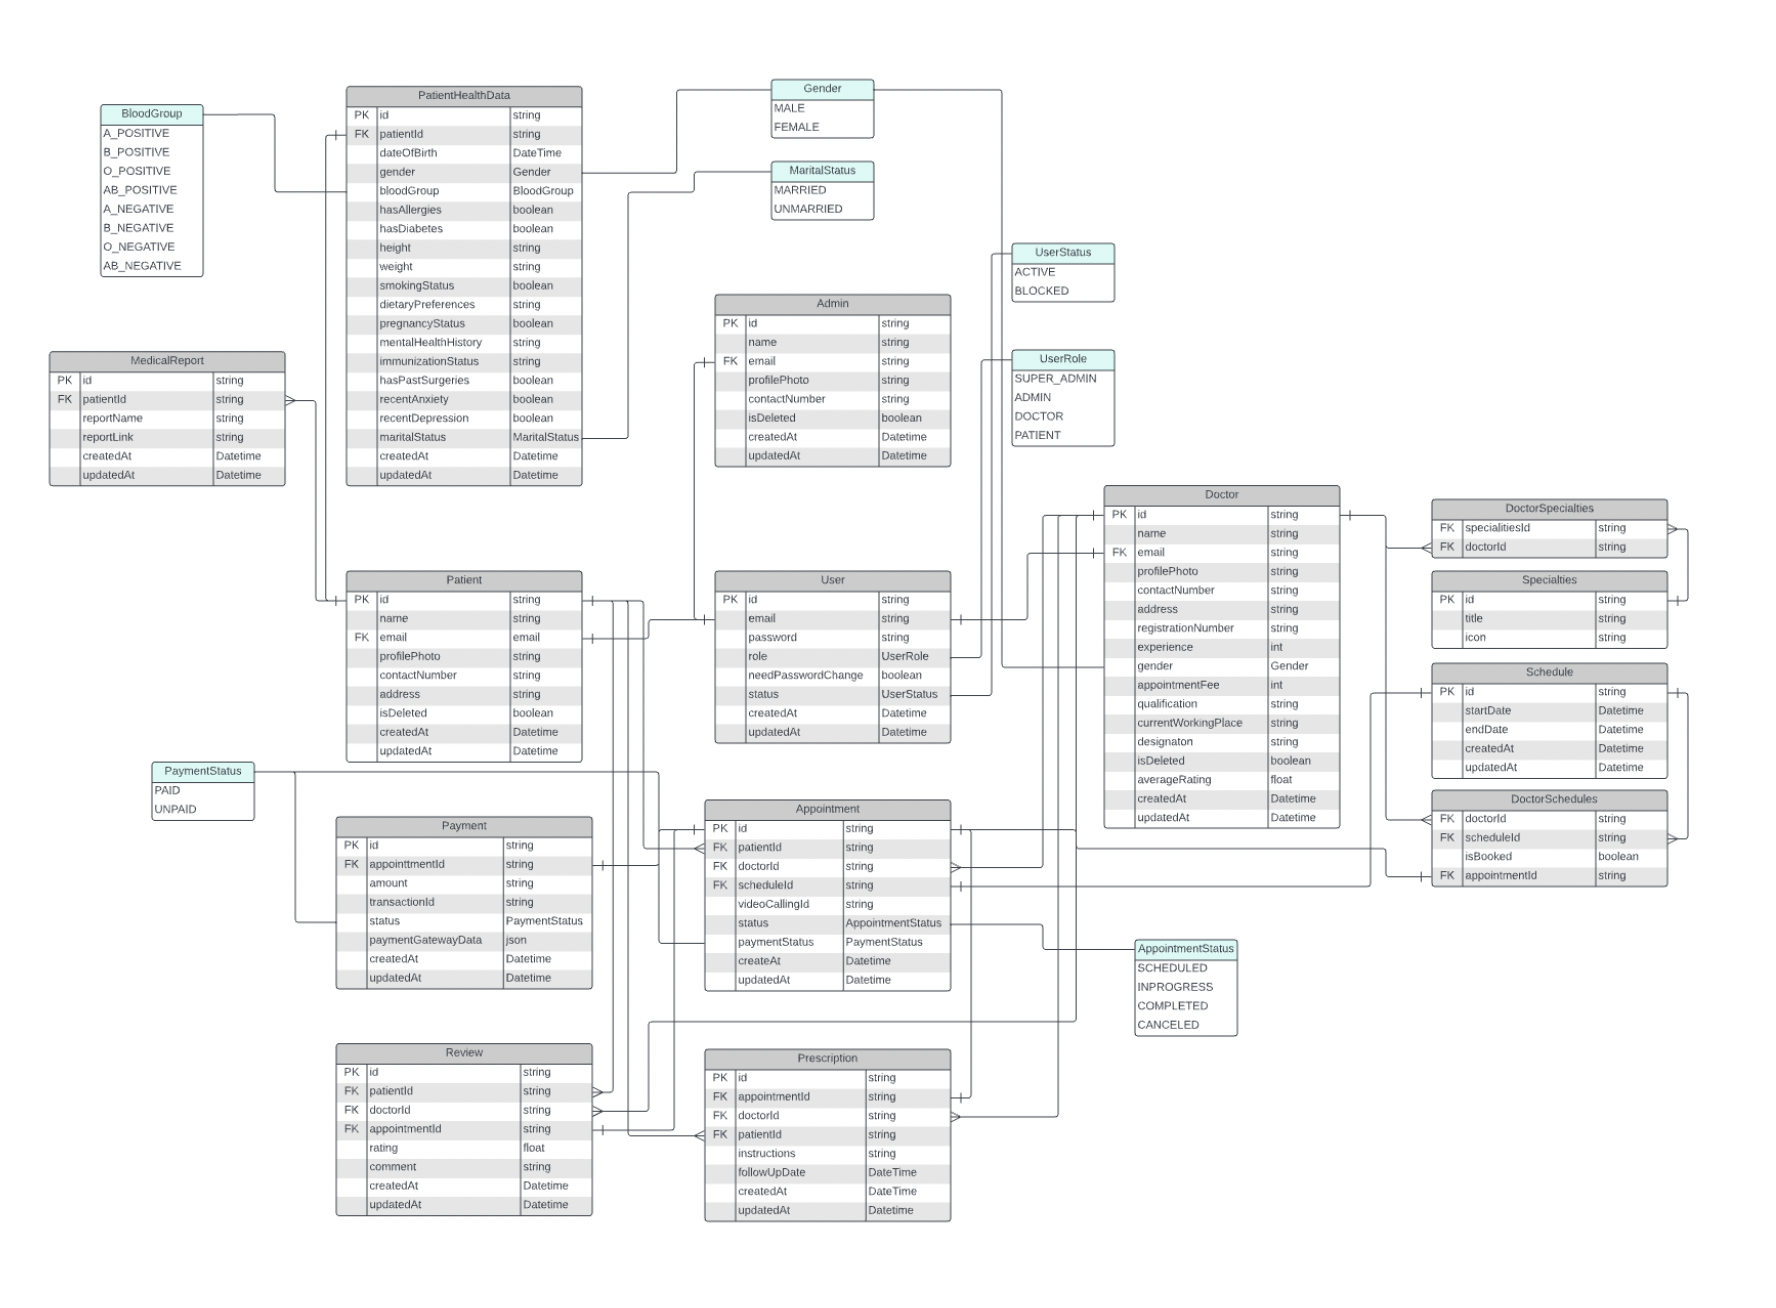 BloodGroup
A_POSITIVE
B_POSITIVE
O_POSITIVE
AB_POSITIVE
A_NEGATIVE
B_NEGATIVE
O_NEGATIVE
AB_NEGATIVE
PatientHealthData
PK id string
FK patientId string
dateOfBirth DateTime
gender Gender
bloodGroup BloodGroup
hasAllergies boolean
hasDiabetes boolean
height string
weight string
smokingStatus boolean
dietaryPreferences string
pregnancyStatus boolean
mentalHealthHistory string
immunizationStatus string
hasPastSurgeries boolean
recentAnxiety boolean
recentDepression boolean
maritalStatus MaritalStatus
createdAt Datetime
updatedAt Datetime
Gender
MALE
FEMALE
MaritalStatus
MARRIED
UNMARRIED
UserStatus
ACTIVE
BLOCKED
UserRole
SUPER_ADMIN
ADMIN
DOCTOR
PATIENT
Admin
PK id string
name string
FK email string
profilePhoto string
contactNumber string
isDeleted boolean
createdAt Datetime
updatedAt Datetime
MedicalReport
PK id string
FK patientId string
reportName string
reportLink string
createdAt Datetime
updatedAt Datetime
Patient
PK id string
name string
FK email email
profilePhoto string
contactNumber string
address string
isDeleted boolean
createdAt Datetime
updatedAt Datetime
User
PK id string
email string
password string
role UserRole
needPasswordChange boolean
status UserStatus
createdAt Datetime
updatedAt Datetime
Doctor
PK id string
name string
FK email string
profilePhoto string
contactNumber string
address string
registrationNumber string
experience int
gender Gender
appointmentFee int
qualification string
currentWorkingPlace string
designaton string
isDeleted boolean
averageRating float
createdAt Datetime
updatedAt Datetime
DoctorSpecialties
FK specialitiesId string
FK doctorId string
Specialties
PK id string
title string
icon string
Schedule
PK id string
startDate Datetime
endDate Datetime
createdAt Datetime
updatedAt Datetime
DoctorSchedules
FK doctorId string
FK scheduleId string
isBooked boolean
FK appointmentId string
PaymentStatus
PAID
UNPAID
Payment
PK id string
FK appointtmentId string
amount string
transactionId string
status PaymentStatus
paymentGatewayData json
createdAt Datetime
updatedAt Datetime
Appointment
PK id string
FK patientId string
FK doctorId string
FK scheduleId string
videoCallingId string
status AppointmentStatus
paymentStatus PaymentStatus
createAt Datetime
updatedAt Datetime
AppointmentStatus
SCHEDULED
INPROGRESS
COMPLETED
CANCELED
Review
PK id string
FK patientId string
FK doctorId string
FK appointmentId string
rating float
comment string
createdAt Datetime
updatedAt Datetime
Prescription
PK id string
FK appointmentId string
FK doctorId string
FK patientId string
instructions string
followUpDate DateTime
createdAt DateTime
updatedAt Datetime